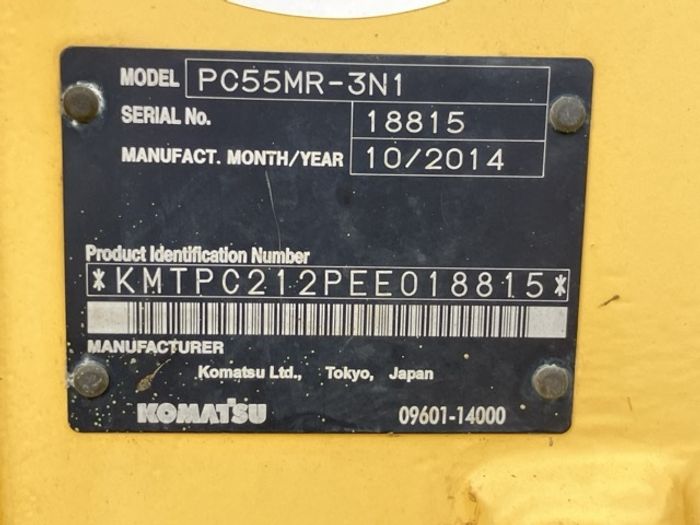 MODEL PC55MR-3N1
SERIAL No. 18815
MANUFACT. MONTH/YEAR 10/2014
Product Identification Number
*KMTPC212PEE018815*
MANUFACTURER
Komatsu Ltd., Tokyo, Japan
KOMATSU 09601-14000